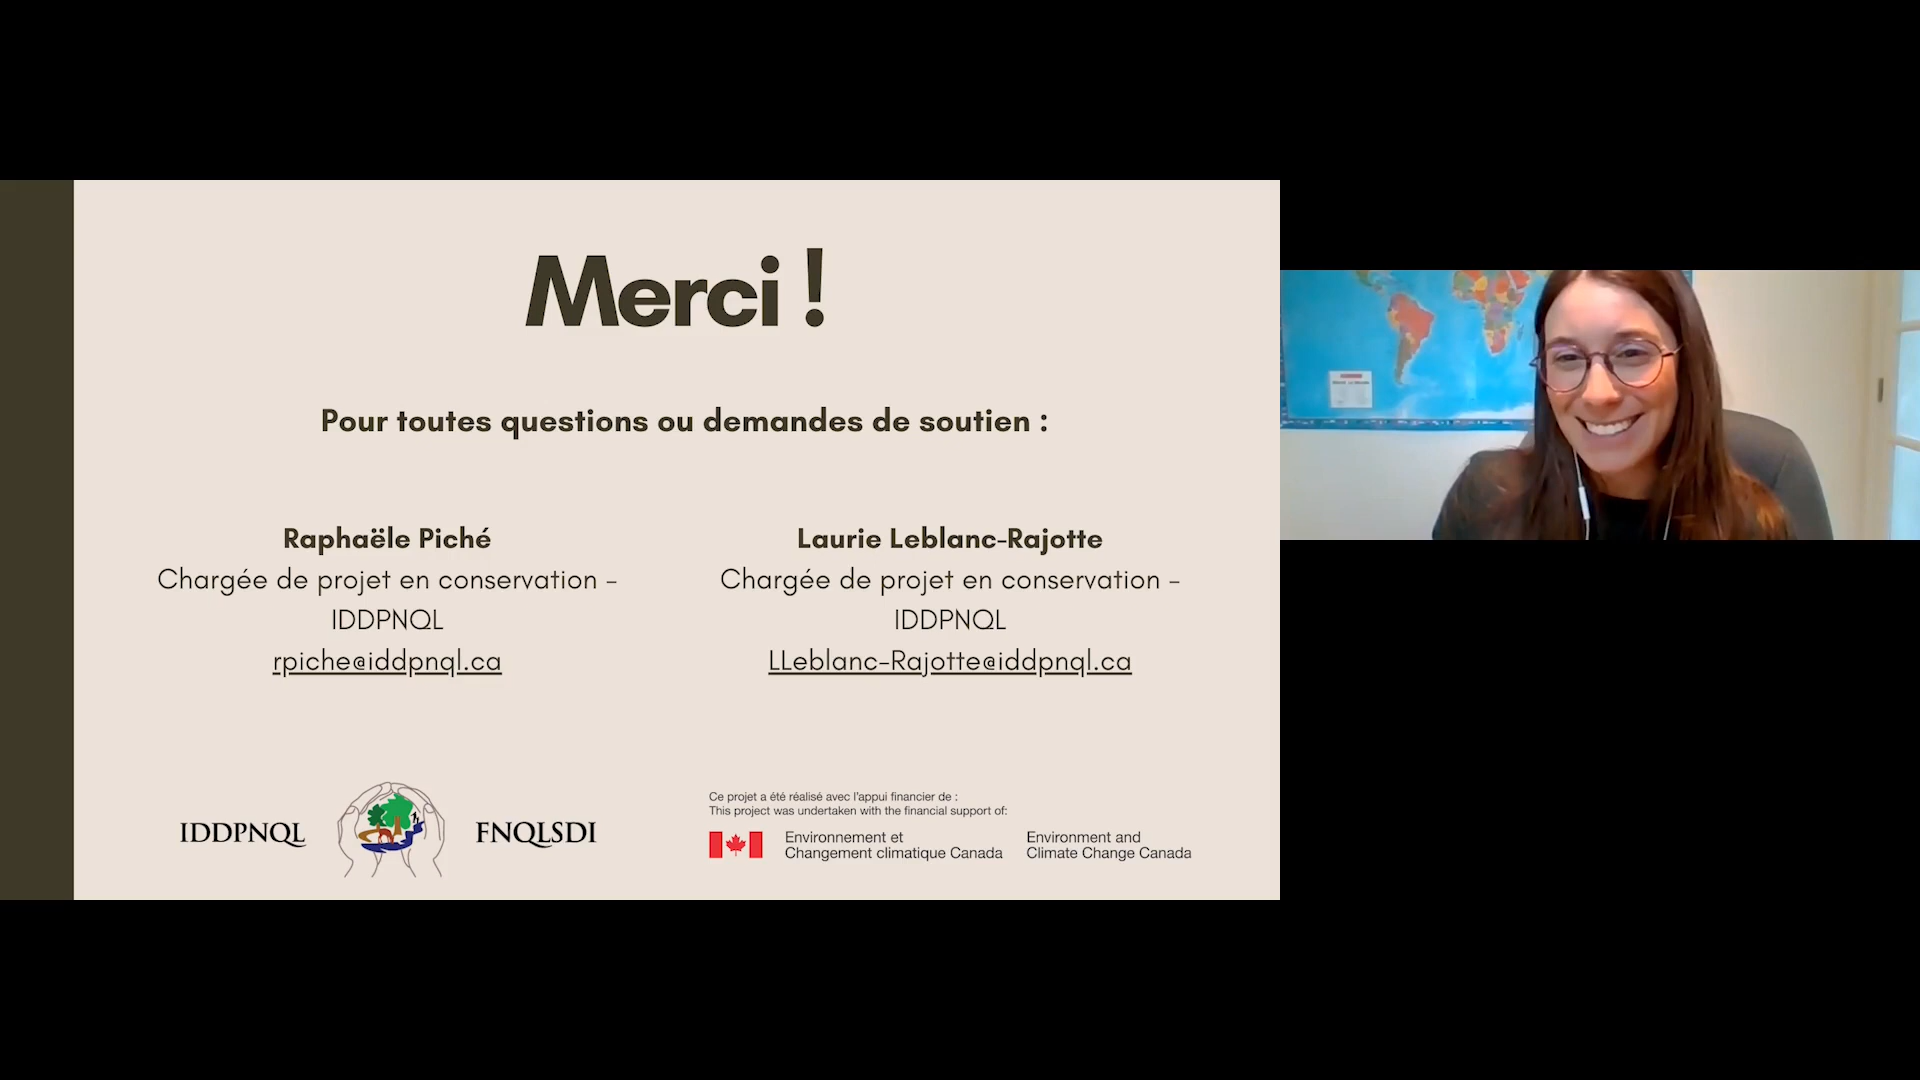 Merci !
Pour toutes questions ou demandes de soutien :
Raphaële Piché
Chargée de projet en conservation -
IDDPNQL
rpiche@iddpnql.ca
Laurie Leblanc-Rajotte
Chargée de projet en conservation -
IDDPNQL
LLeblanc-Rajotte@iddpnql.ca
IDDPNQL
FNQLSDI
Ce projet a été réalisé avec l'appui financier de :
This project was undertaken with the financial support of:
Environnement et
Changement climatique Canada
Environment and
Climate Change Canada